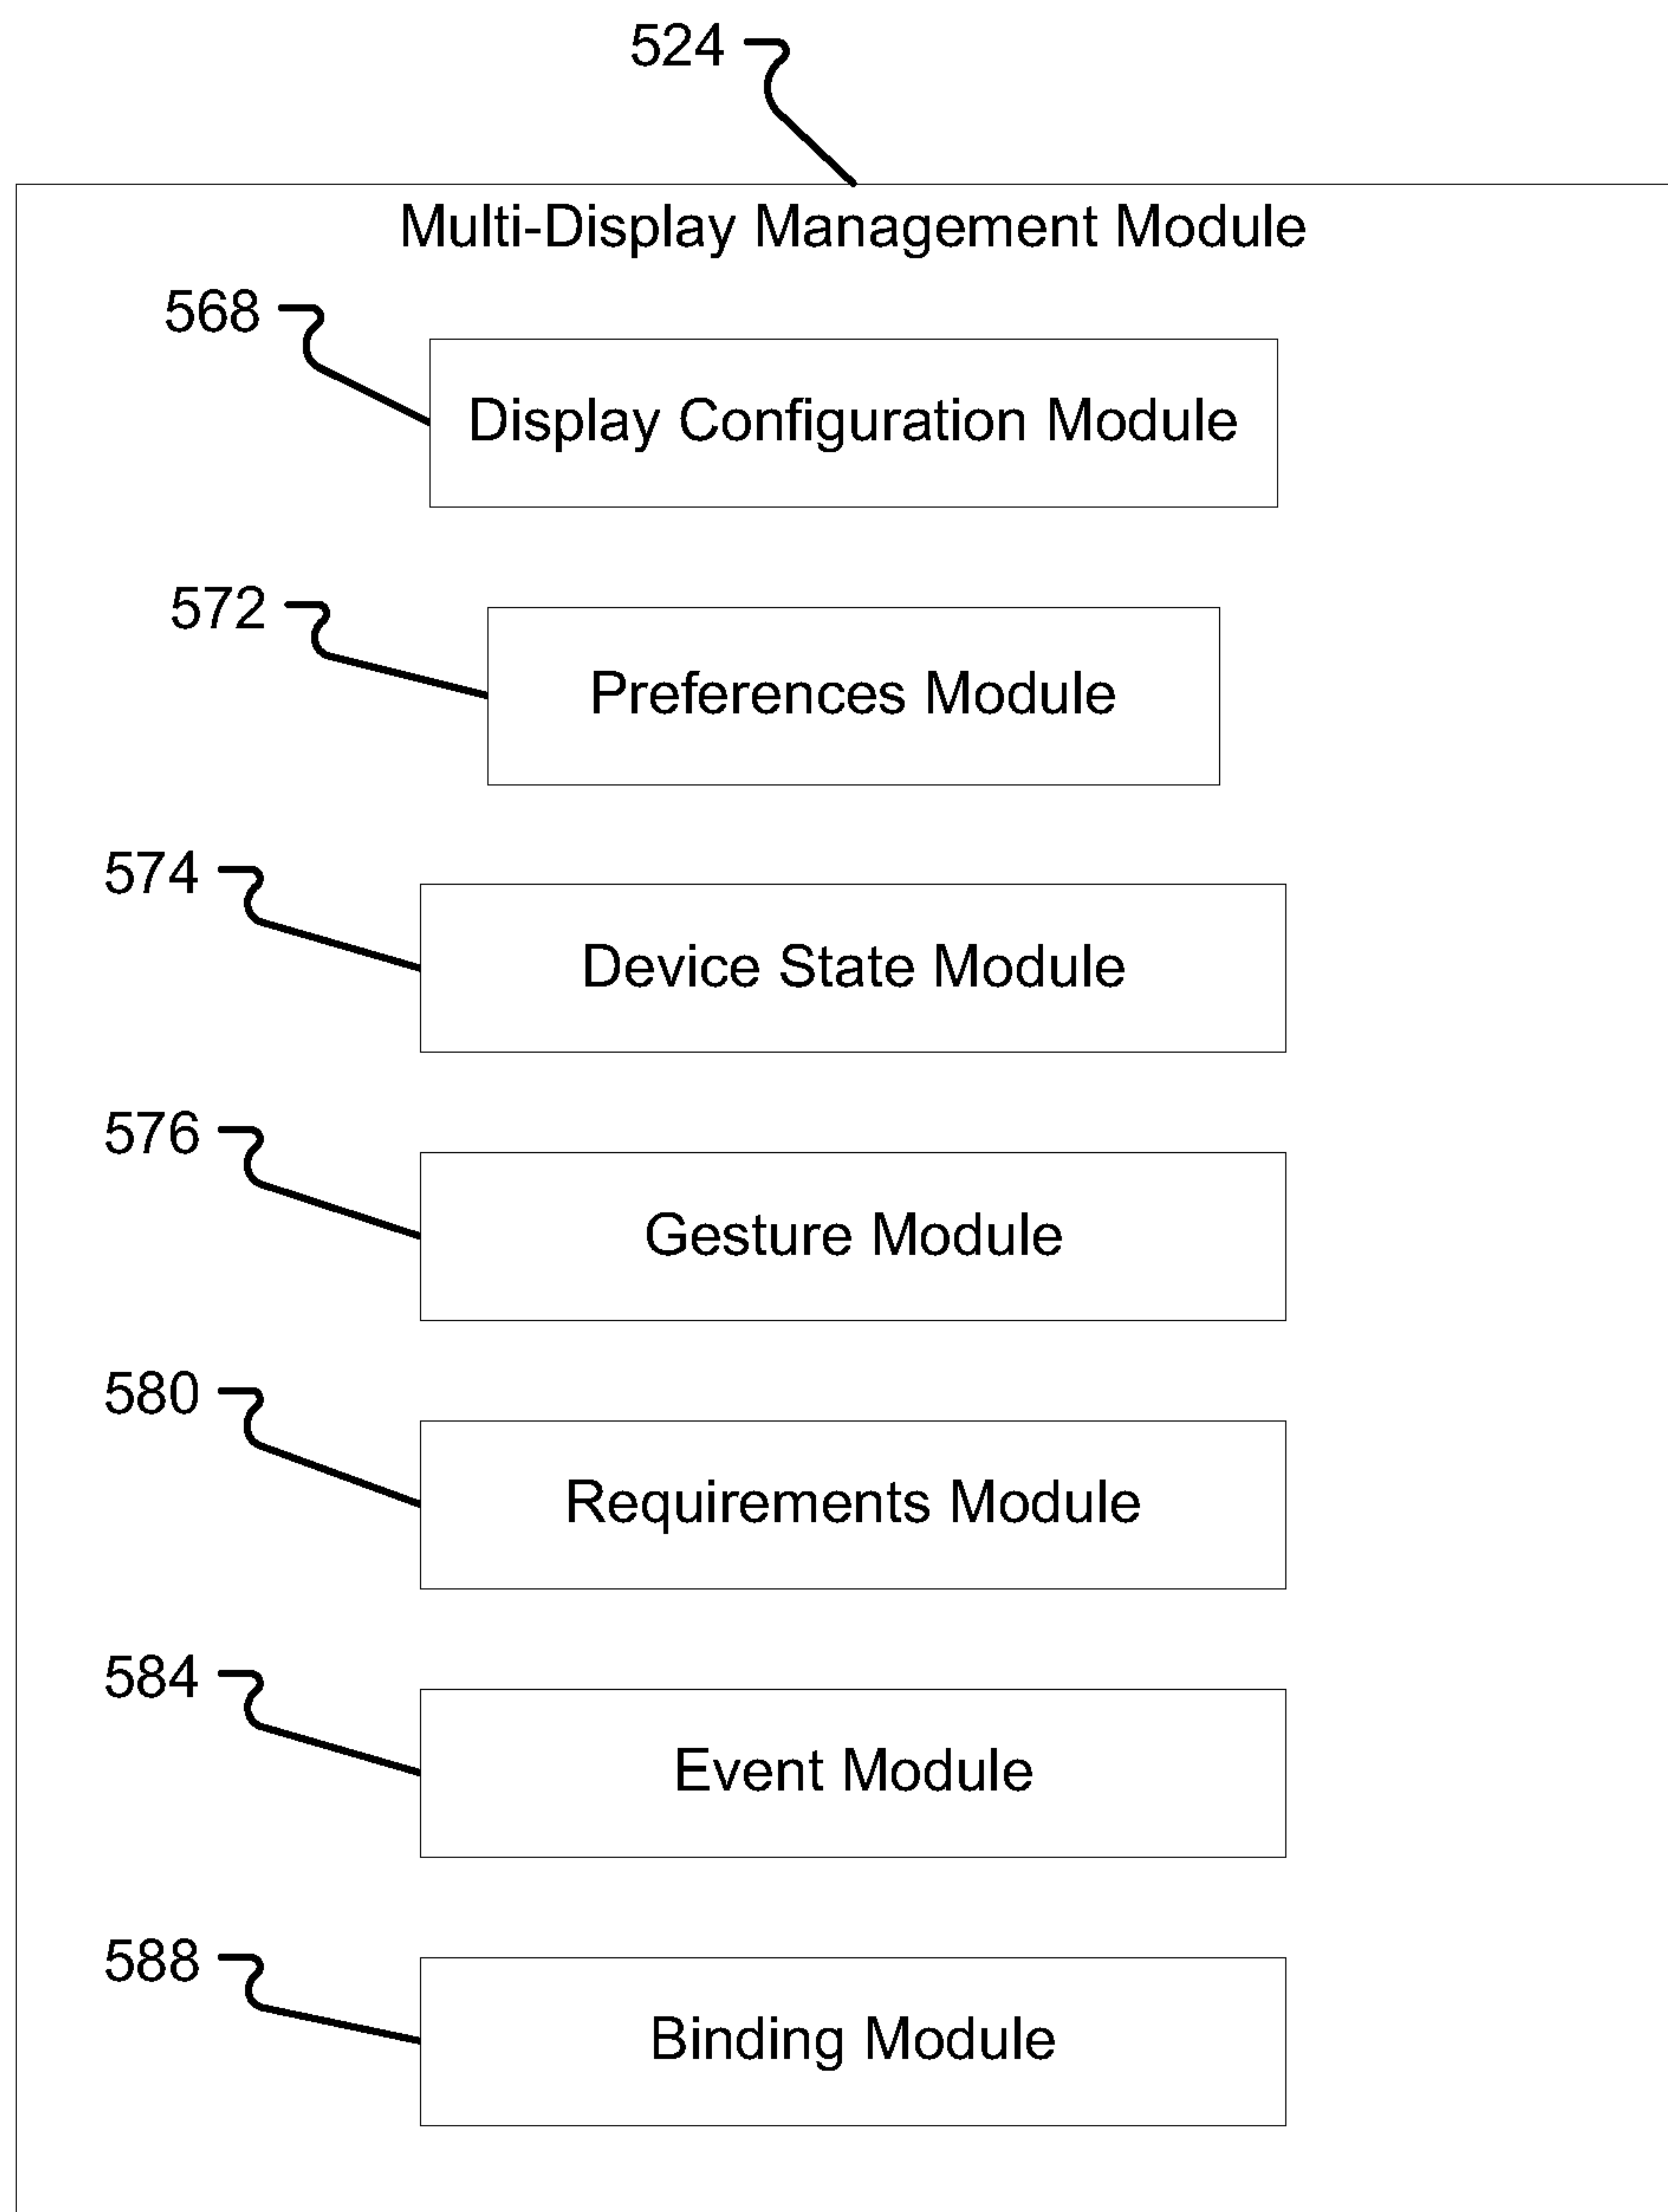 524
Multi-Display Management Module
568
Display Configuration Module
572
Preferences Module
574
Device State Module
576
Gesture Module
580
Requirements Module
584
Event Module
588
Binding Module